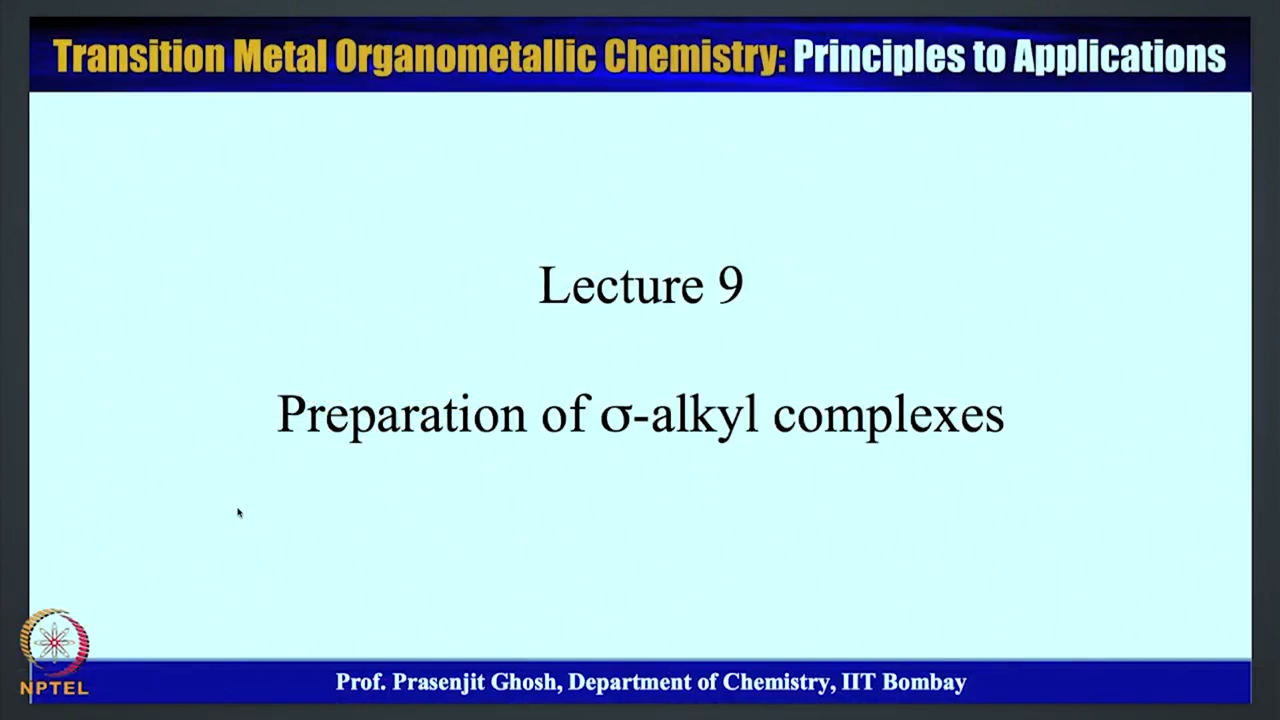 Transition Metal Organometallic Chemistry: Principles to Applications
Lecture 9
Preparation of σ-alkyl complexes
NPTEL
Prof. Prasenjit Ghosh, Department of Chemistry, IIT Bombay